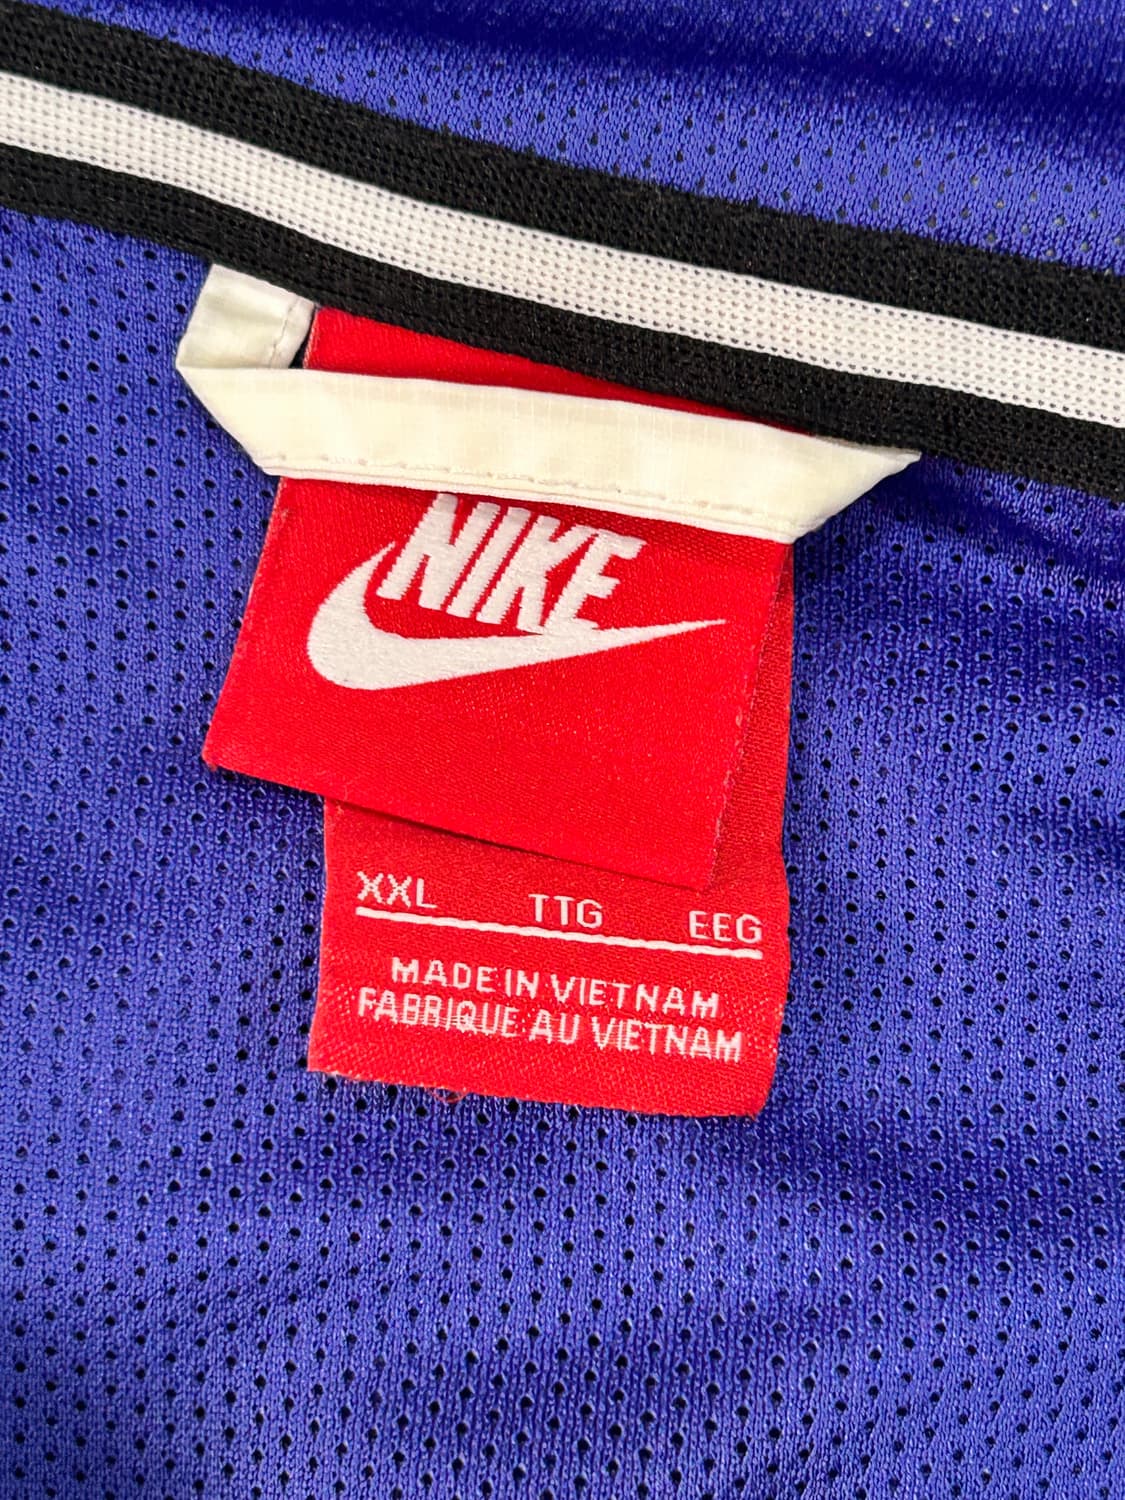 NIKE
XXL TTG EEG
MADE IN VIETNAM
FABRIQUE AU VIETNAM